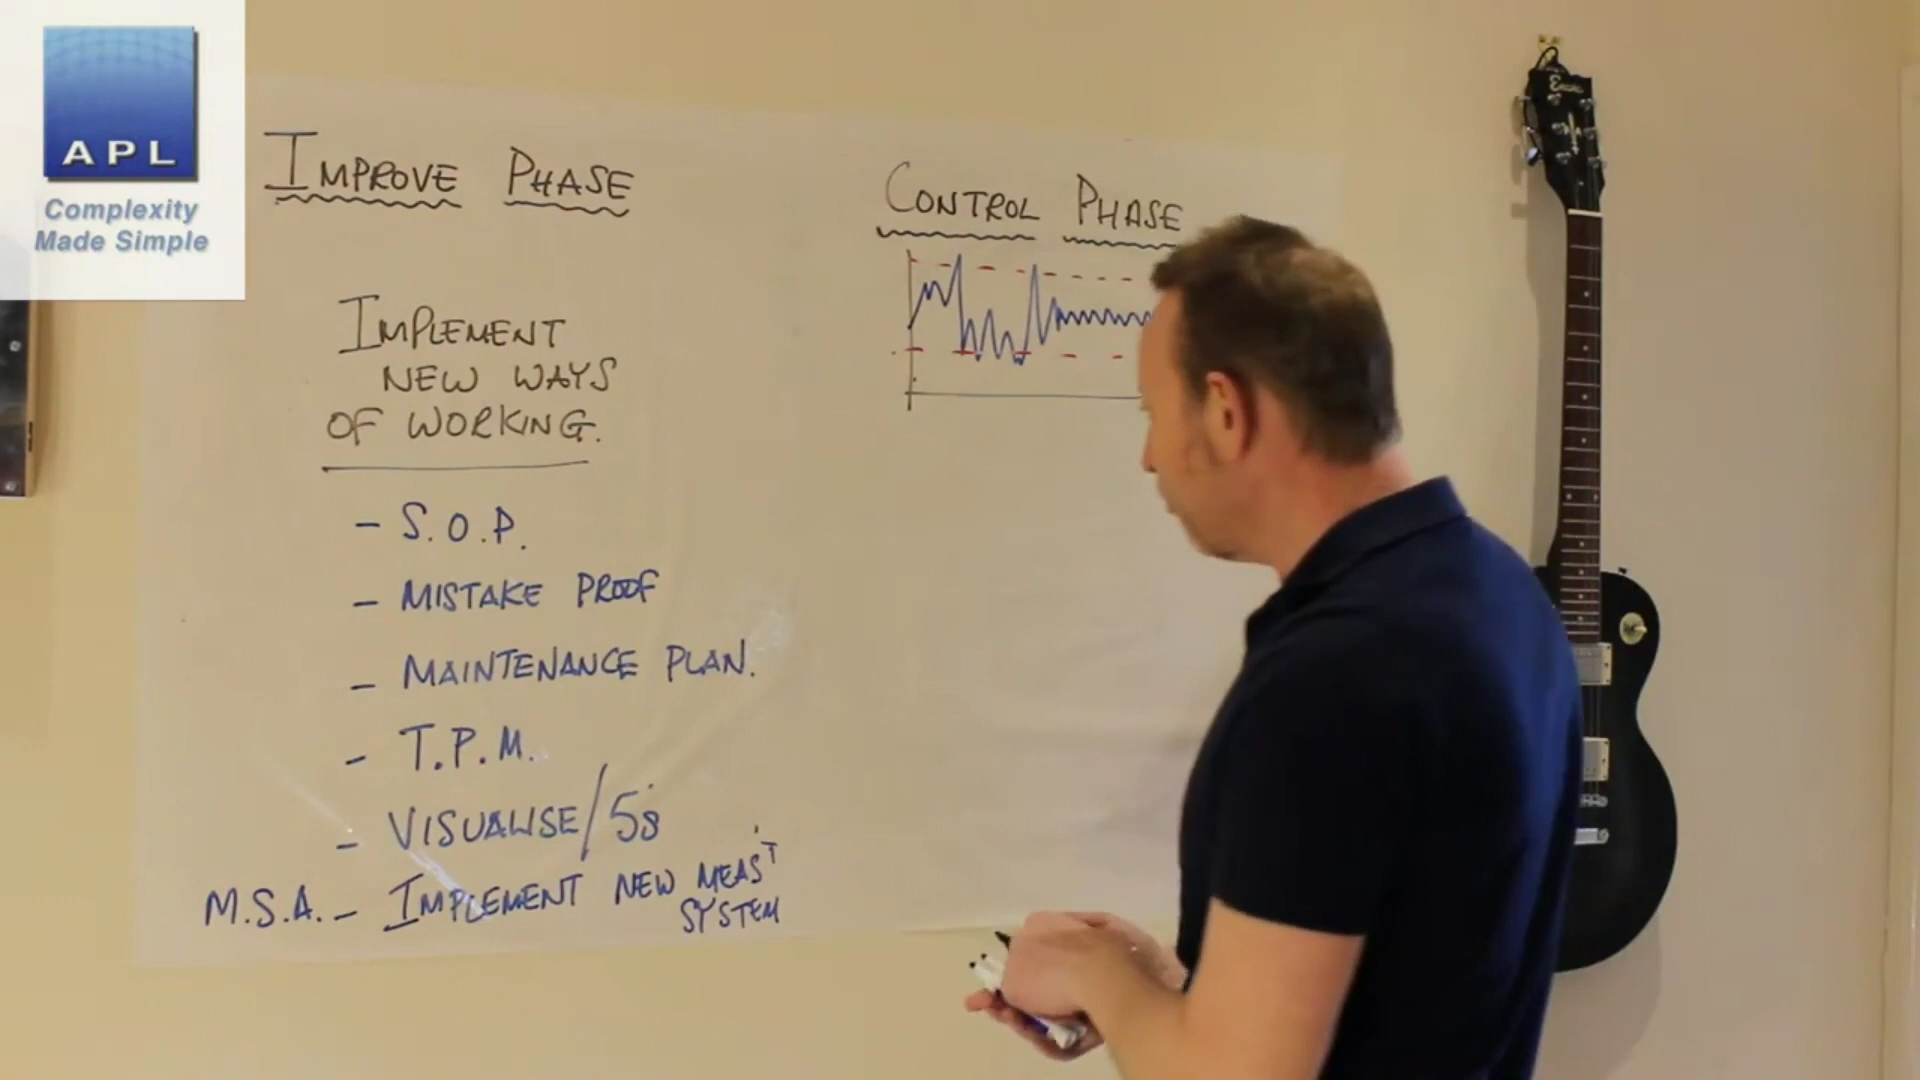 APL
Complexity
Made Simple
IMPROVE PHASE
IMPLEMENT
NEW WAYS
OF WORKING.
- S.O.P.
- MISTAKE PROOF
- MAINTENANCE PLAN.
- T.P.M.
- VISUALISE/5S
M.S.A. - IMPLEMENT NEW MEAS'T
SYSTEM
CONTROL PHASE